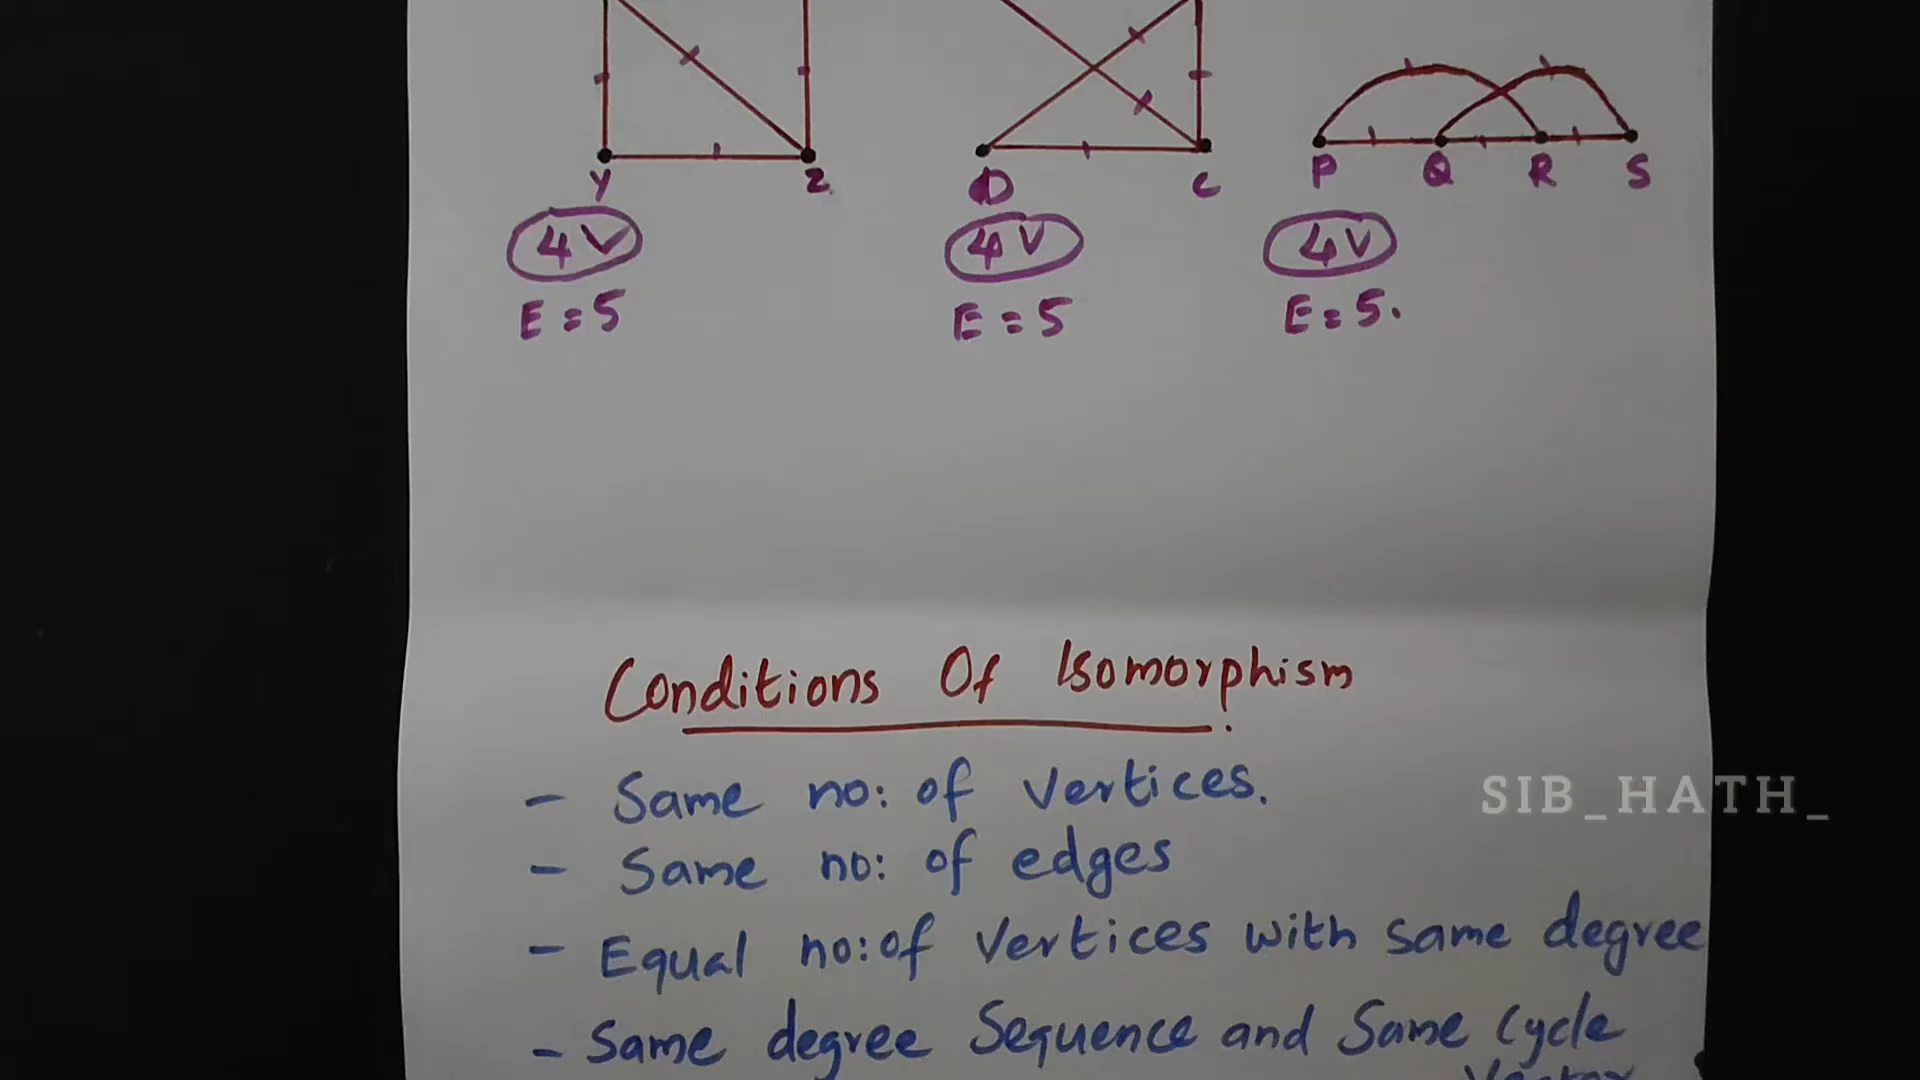 Y Z D C P Q R S
4V 4V 4V
E = 5 E = 5 E = 5.
Conditions Of Isomorphism
- Same no: of vertices.
- Same no: of edges
- Equal no: of vertices with same degree
- Same degree Sequence and Same Cycle
Vector
SIB_HATH_